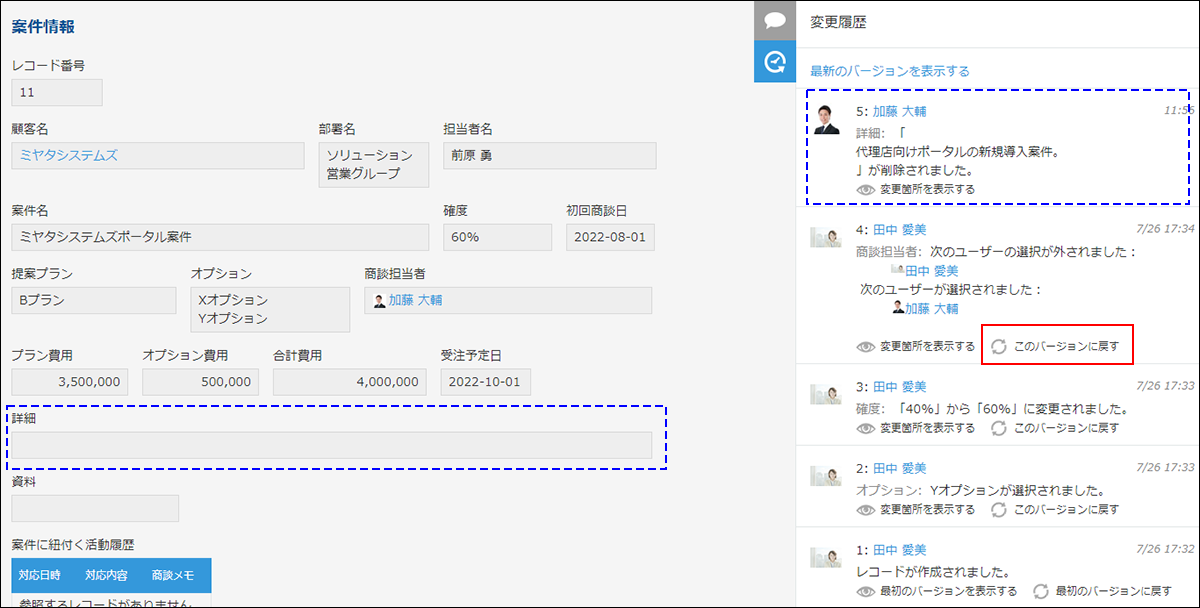 案件情報
レコード番号
11
顧客名
部署名
担当者名
ミヤタシステムズ
ソリューション
営業グループ
前原 勇
案件名
確度
初回商談日
ミヤタシステムズポータル案件
60%
2022-08-01
提案プラン
オプション
商談担当者
Bプラン
Xオプション
Yオプション
加藤 大輔
プラン費用
オプション費用
合計費用
受注予定日
3,500,000
500,000
4,000,000
2022-10-01
詳細
資料
案件に紐付く活動履歴
対応日時
対応内容
商談メモ
参照するレコードがありません
変更履歴
最新のバージョンを表示する
5: 加藤 大輔
11:56
詳細: 「
代理店向けポータルの新規導入案件。
」が削除されました。
変更箇所を表示する
4: 田中 愛美
7/26 17:34
商談担当者: 次のユーザーの選択が外されました：
田中 愛美
次のユーザーが選択されました：
加藤 大輔
変更箇所を表示する
このバージョンに戻す
3: 田中 愛美
7/26 17:33
確度: 「40%」から「60%」に変更されました。
変更箇所を表示する
このバージョンに戻す
2: 田中 愛美
7/26 17:33
オプション: Yオプションが選択されました。
変更箇所を表示する
このバージョンに戻す
1: 田中 愛美
7/26 17:32
レコードが作成されました。
最初のバージョンを表示する
最初のバージョンに戻す